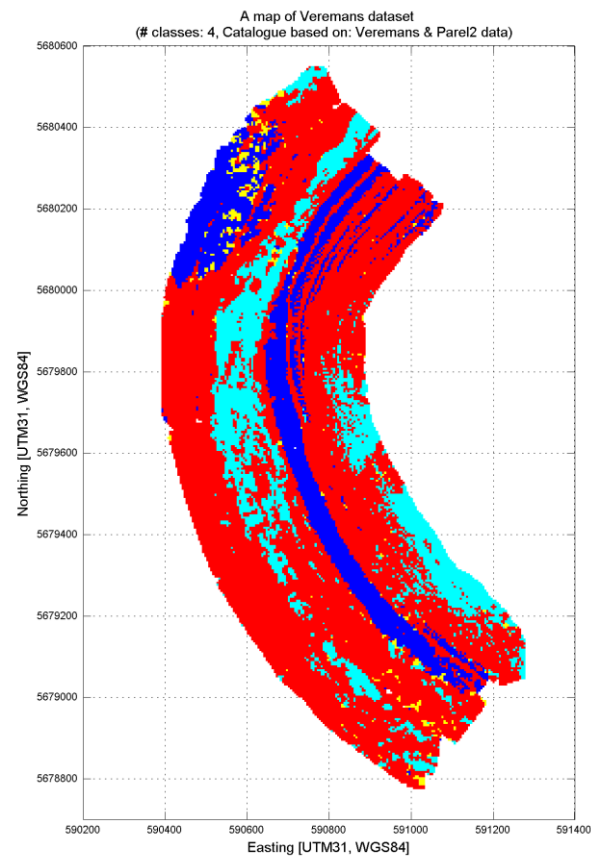 A map of Veremans dataset
(# classes: 4, Catalogue based on: Veremans & Parel2 data)
5680600
5680400
5680200
5680000
5679800
5679600
5679400
5679200
5679000
5678800
Northing [UTM31, WGS84]
590200 590400 590600 590800 591000 591200 591400
Easting [UTM31, WGS84]